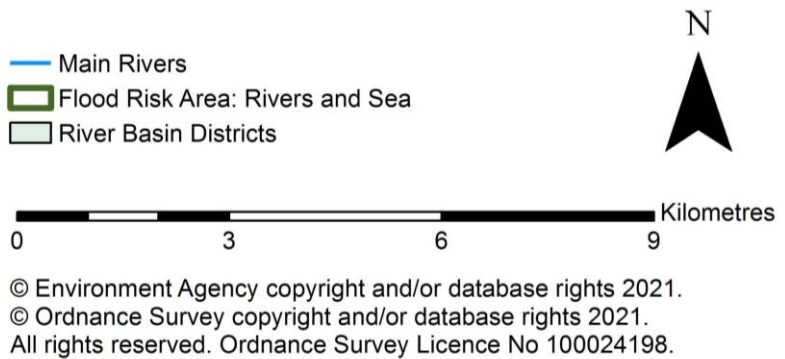 N
Main Rivers
Flood Risk Area: Rivers and Sea
River Basin Districts
Kilometres
0 3 6 9
© Environment Agency copyright and/or database rights 2021.
© Ordnance Survey copyright and/or database rights 2021.
All rights reserved. Ordnance Survey Licence No 100024198.